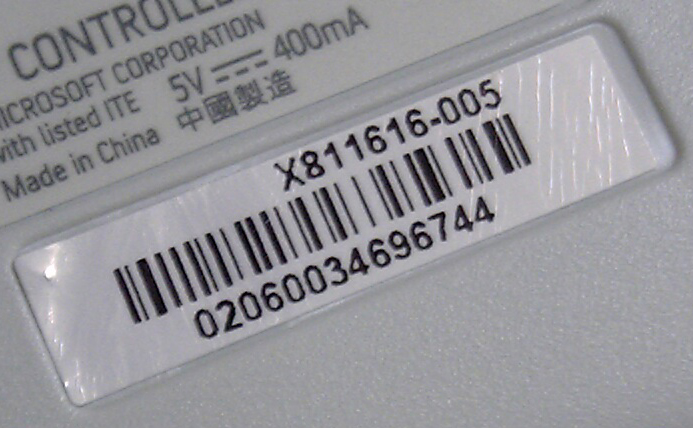 CONTROLLE
MICROSOFT CORPORATION
with listed ITE 5V 400mA
Made in China 中國製造
X811616-005
02060034696744